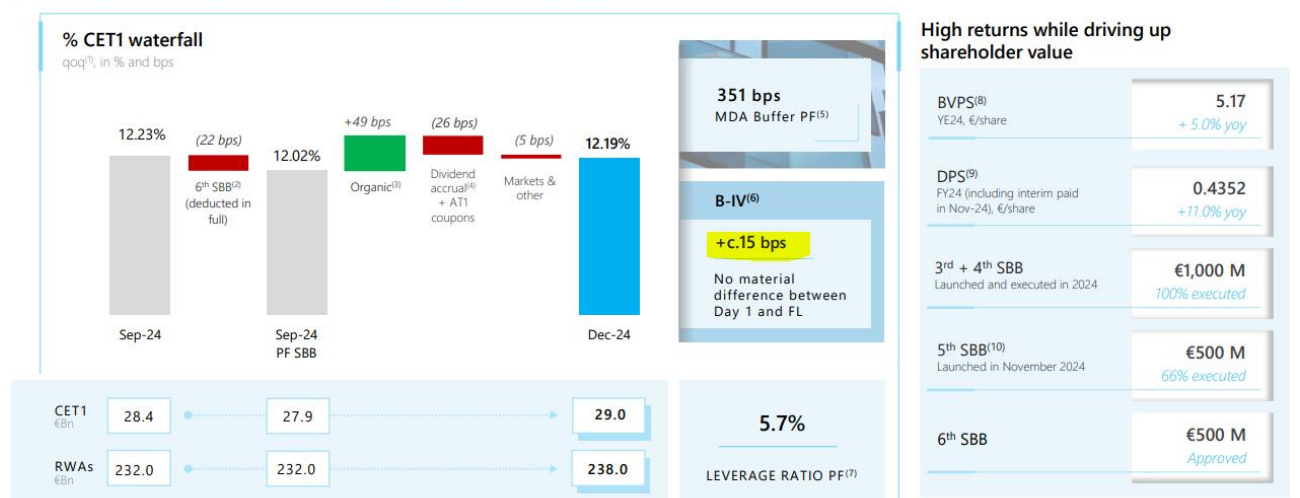 % CET1 waterfall
qoq(1), in % and bps
12.23%
(22 bps)
6th SBB(2)
(deducted in
full)
12.02%
+49 bps
Organic(3)
(26 bps)
Dividend
accrual(4)
+ AT1
coupons
(5 bps)
Markets &
other
12.19%
Sep-24
Sep-24
PF SBB
Dec-24
351 bps
MDA Buffer PF(5)
B-IV(6)
+c.15 bps
No material
difference between
Day 1 and FL
CET1
€Bn
28.4
27.9
29.0
RWAs
€Bn
232.0
232.0
238.0
5.7%
LEVERAGE RATIO PF(7)
High returns while driving up
shareholder value
BVPS(8)
YE24, €/share
5.17
+ 5.0% yoy
DPS(9)
FY24 (including interim paid
in Nov-24), €/share
0.4352
+11.0% yoy
3rd + 4th SBB
Launched and executed in 2024
€1,000 M
100% executed
5th SBB(10)
Launched in November 2024
€500 M
66% executed
6th SBB
€500 M
Approved